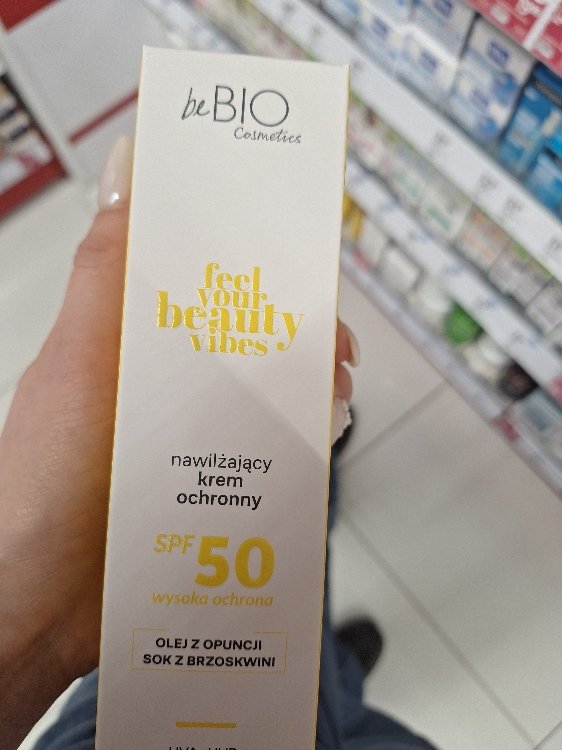 beBIO
Cosmetics
feel
your
beauty
vibes
nawilżający
krem
ochronny
SPF 50
wysoka ochrona
OLEJ Z OPUNCJI
SOK Z BRZOSKWINI